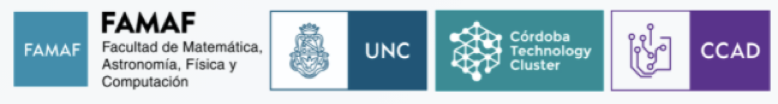 FAMAF
FAMAF
Facultad de Matemática,
Astronomía, Física y
Computación
UNC
Córdoba
Technology
Cluster
CCAD